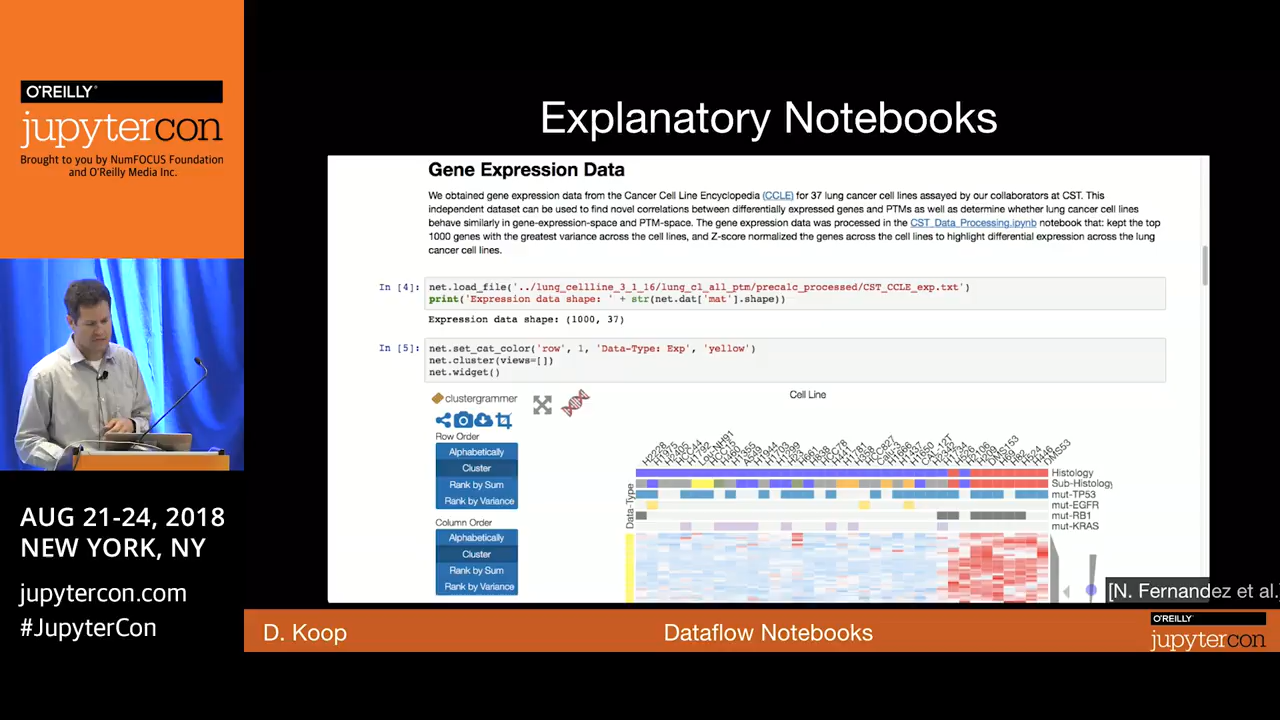 O'REILLY®
jupytercon
Brought to you by NumFOCUS Foundation
and O'Reilly Media Inc.
AUG 21-24, 2018
NEW YORK, NY
jupytercon.com
#JupyterCon
Explanatory Notebooks
Gene Expression Data
We obtained gene expression data from the Cancer Cell Line Encyclopedia (CCLE) for 37 lung cancer cell lines assayed by our collaborators at CST. This
independent dataset can be used to find novel correlations between differentially expressed genes and PTMs as well as determine whether lung cancer cell lines
behave similarly in gene-expression-space and PTM-space. The gene expression data was processed in the CST_Data_Processing.ipynb notebook that: kept the top
1000 genes with the greatest variance across the cell lines, and Z-score normalized the genes across the cell lines to highlight differential expression across the lung
cancer cell lines.
In [4]: net.load_file('../lung_cellline_3_1_16/lung_cl_all_ptm/precalc_processed/CST_CCLE_exp.txt')
print('Expression data shape: ' + str(net.dat['mat'].shape))
Expression data shape: (1000, 37)
In [5]: net.set_cat_color('row', 1, 'Data-Type: Exp', 'yellow')
net.cluster(views=[])
net.widget()
clustergrammer
Cell Line
Row Order
Alphabetically
Cluster
Rank by Sum
Rank by Variance
Column Order
Alphabetically
Cluster
Rank by Sum
Rank by Variance
Data-Type
Histology
Sub-Histology
mut-TP53
mut-EGFR
mut-RB1
mut-KRAS
[N. Fernandez et al.
D. Koop
Dataflow Notebooks
O'REILLY®
jupytercon